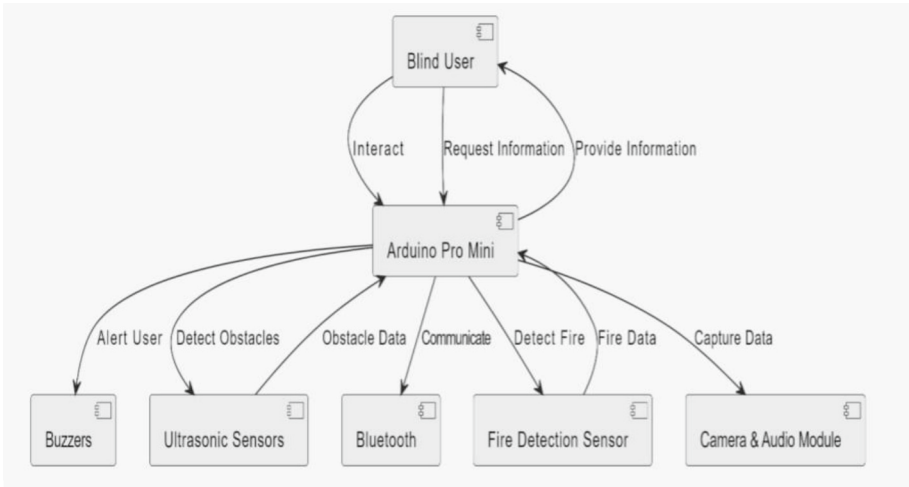 Blind User
Interact
Request Information
Provide Information
Arduino Pro Mini
Alert User
Detect Obstacles
Obstacle Data
Communicate
Detect Fire
Fire Data
Capture Data
Buzzers
Ultrasonic Sensors
Bluetooth
Fire Detection Sensor
Camera & Audio Module